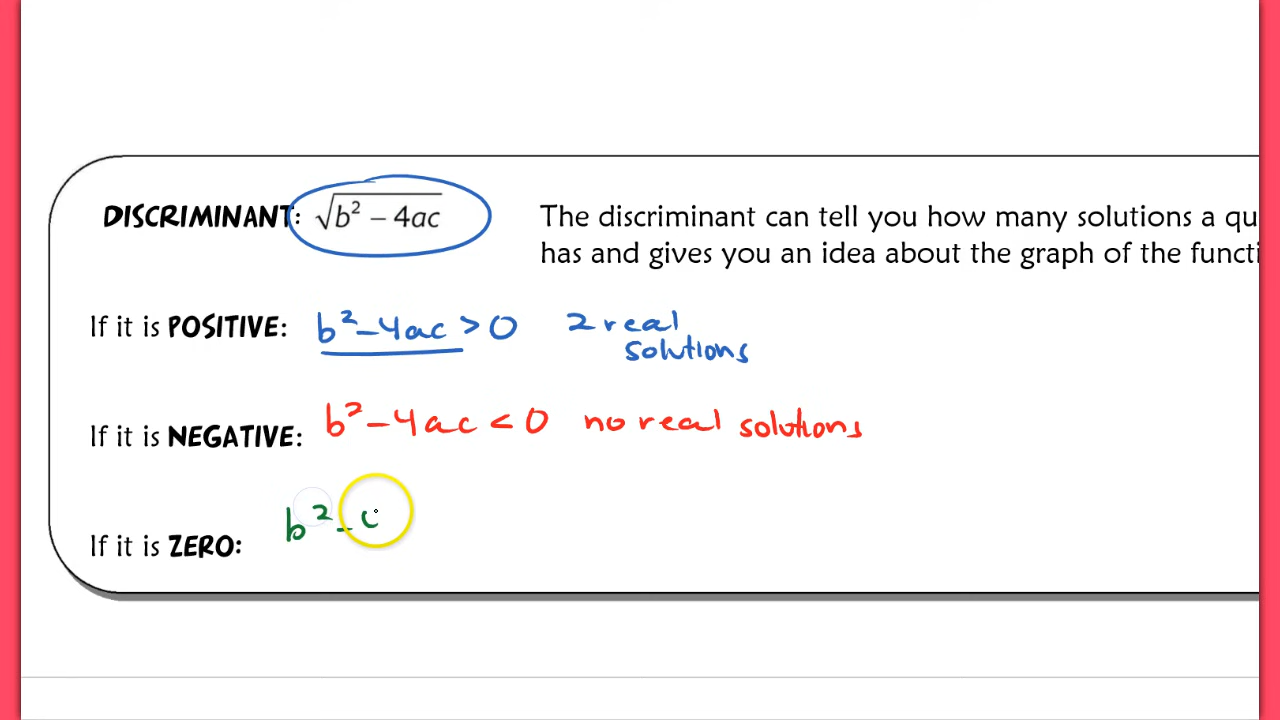 DISCRIMINANT: √b² − 4ac The discriminant can tell you how many solutions a qu
has and gives you an idea about the graph of the functi
If it is POSITIVE: b²-4ac > 0 2 real
solutions
If it is NEGATIVE: b²-4ac < 0 no real solutions
If it is ZERO: b² -